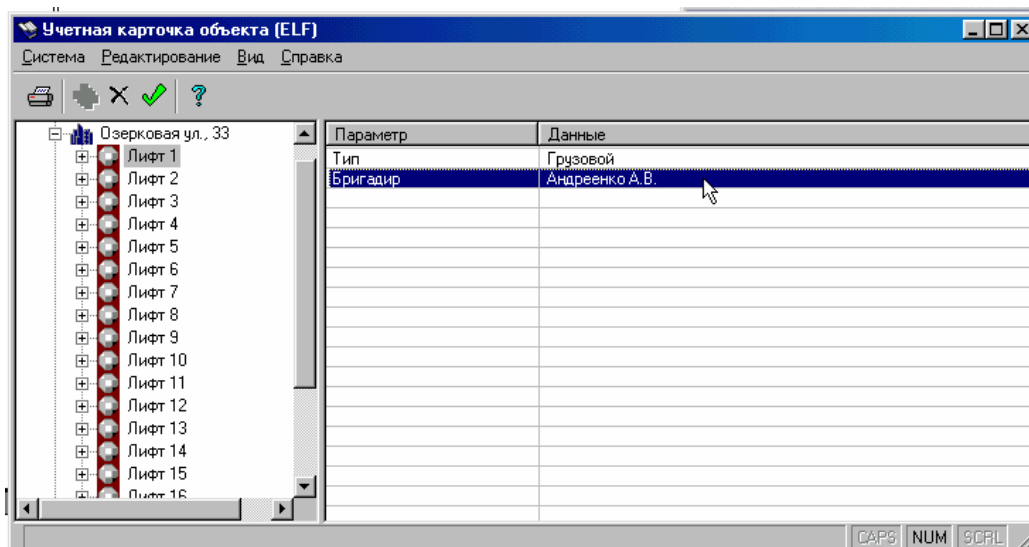 Учетная карточка объекта (ELF)
Система Редактирование Вид Справка
Озерковая ул., 33
Лифт 1
Лифт 2
Лифт 3
Лифт 4
Лифт 5
Лифт 6
Лифт 7
Лифт 8
Лифт 9
Лифт 10
Лифт 11
Лифт 12
Лифт 13
Лифт 14
Лифт 15
Лифт 16
Параметр Данные
Тип Грузовой
Бригадир Андреенко А.В.
CAPS NUM SCRL